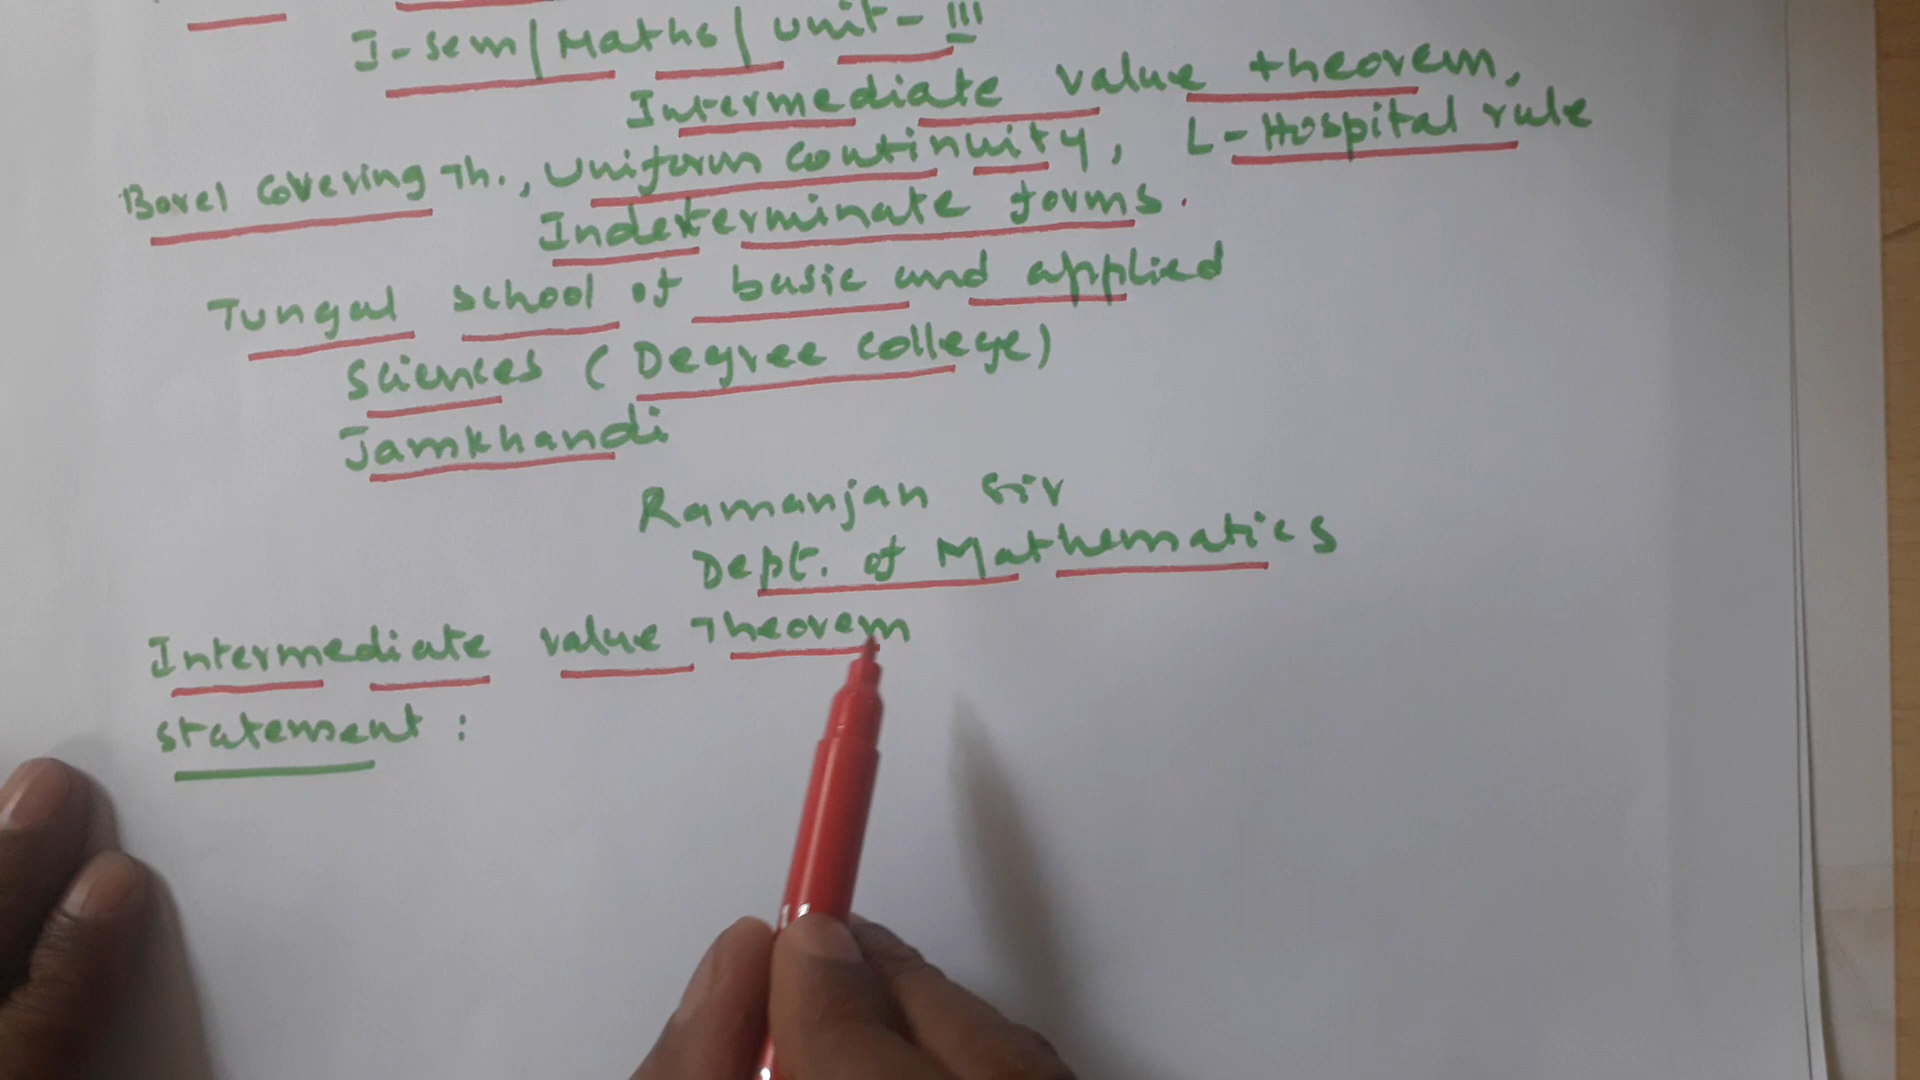 I-sem/Maths/unit-III
Intermediate value theorem,
Borel Covering Th., Uniform Continuity, L-Hospital rule
Indeterminate forms.
Tungal school of basic and applied
Sciences (Degree college)
Jamkhandi
Ramanjan sir
Dept. of Mathematics
Intermediate value Theorem
statement: